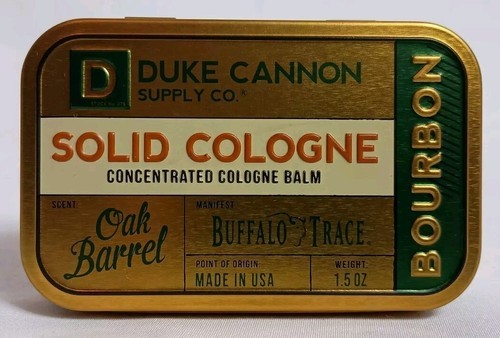 D
DUKE CANNON
SUPPLY CO.®
SOLID COLOGNE
CONCENTRATED COLOGNE BALM
SCENT:
Oak
Barrel
MANIFEST:
BUFFALO TRACE
POINT OF ORIGIN:
MADE IN USA
WEIGHT:
1.5 OZ
BOURBON